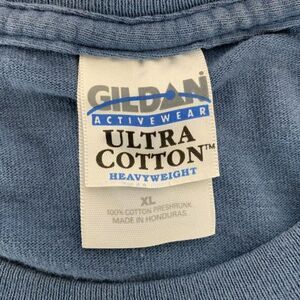 GILDAN
ACTIVEWEAR
ULTRA
COTTON™
HEAVYWEIGHT
XL
100% COTTON PRESHRUNK
MADE IN HONDURAS